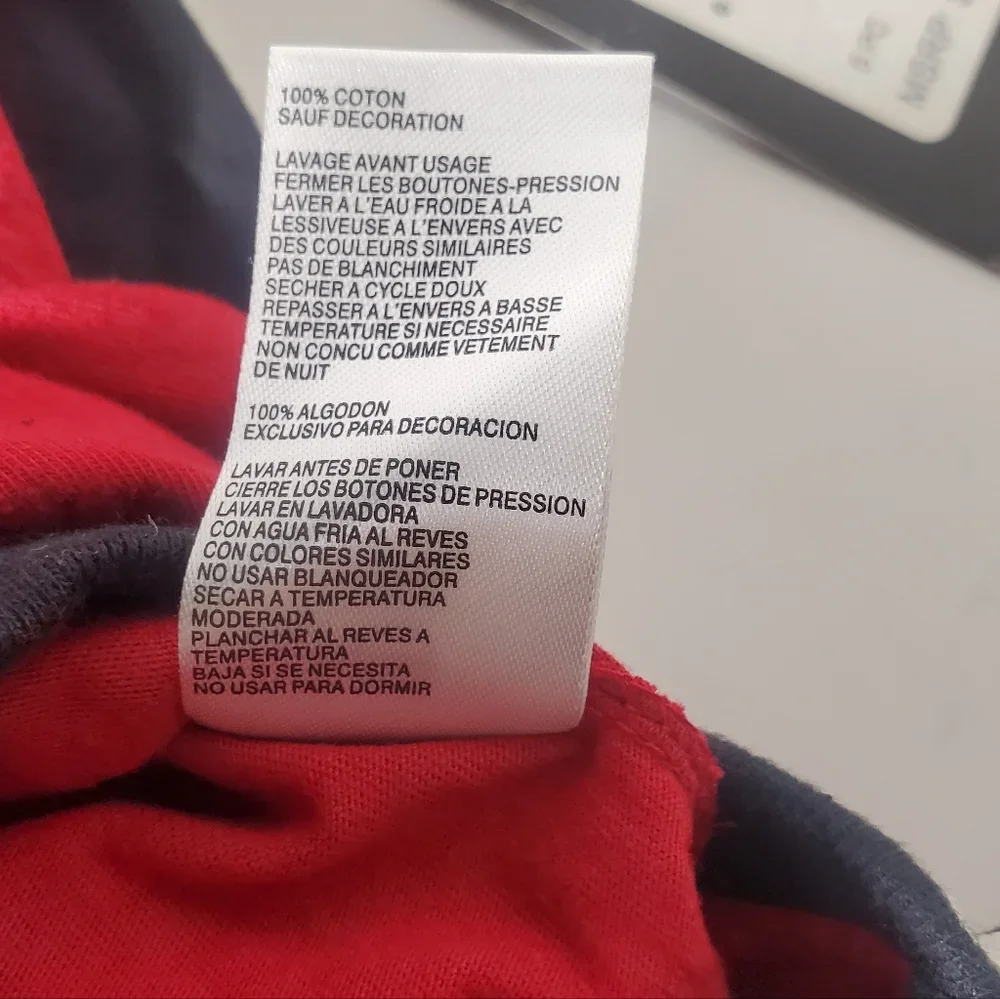 100% COTON
SAUF DECORATION
LAVAGE AVANT USAGE
FERMER LES BOUTONES-PRESSION
LAVER A L'EAU FROIDE A LA
LESSIVEUSE A L'ENVERS AVEC
DES COULEURS SIMILAIRES
PAS DE BLANCHIMENT
SECHER A CYCLE DOUX
REPASSER A L'ENVERS A BASSE
TEMPERATURE SI NECESSAIRE
NON CONCU COMME VETEMENT
DE NUIT
100% ALGODON
EXCLUSIVO PARA DECORACION
LAVAR ANTES DE PONER
CIERRE LOS BOTONES DE PRESSION
LAVAR EN LAVADORA
CON AGUA FRIA AL REVES
CON COLORES SIMILARES
NO USAR BLANQUEADOR
SECAR A TEMPERATURA
MODERADA
PLANCHAR AL REVES A
TEMPERATURA
BAJA SI SE NECESITA
NO USAR PARA DORMIR